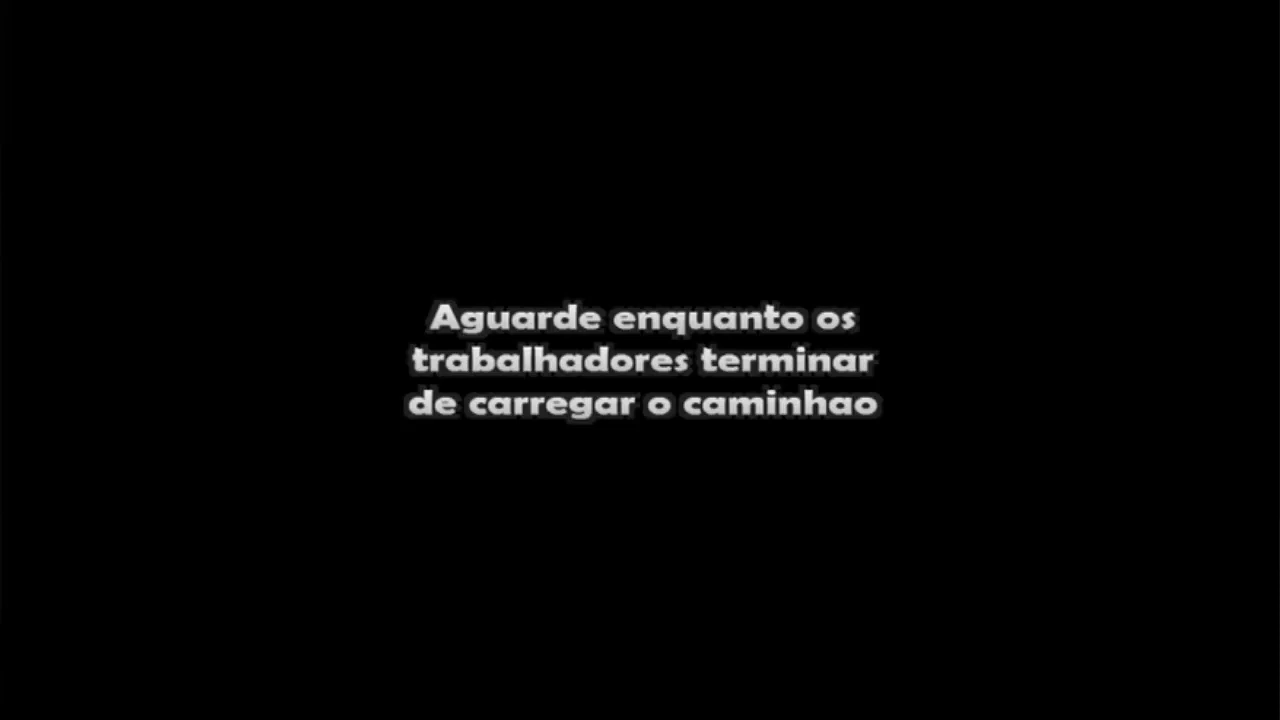 Aguarde enquanto os
trabalhadores terminar
de carregar o caminhao